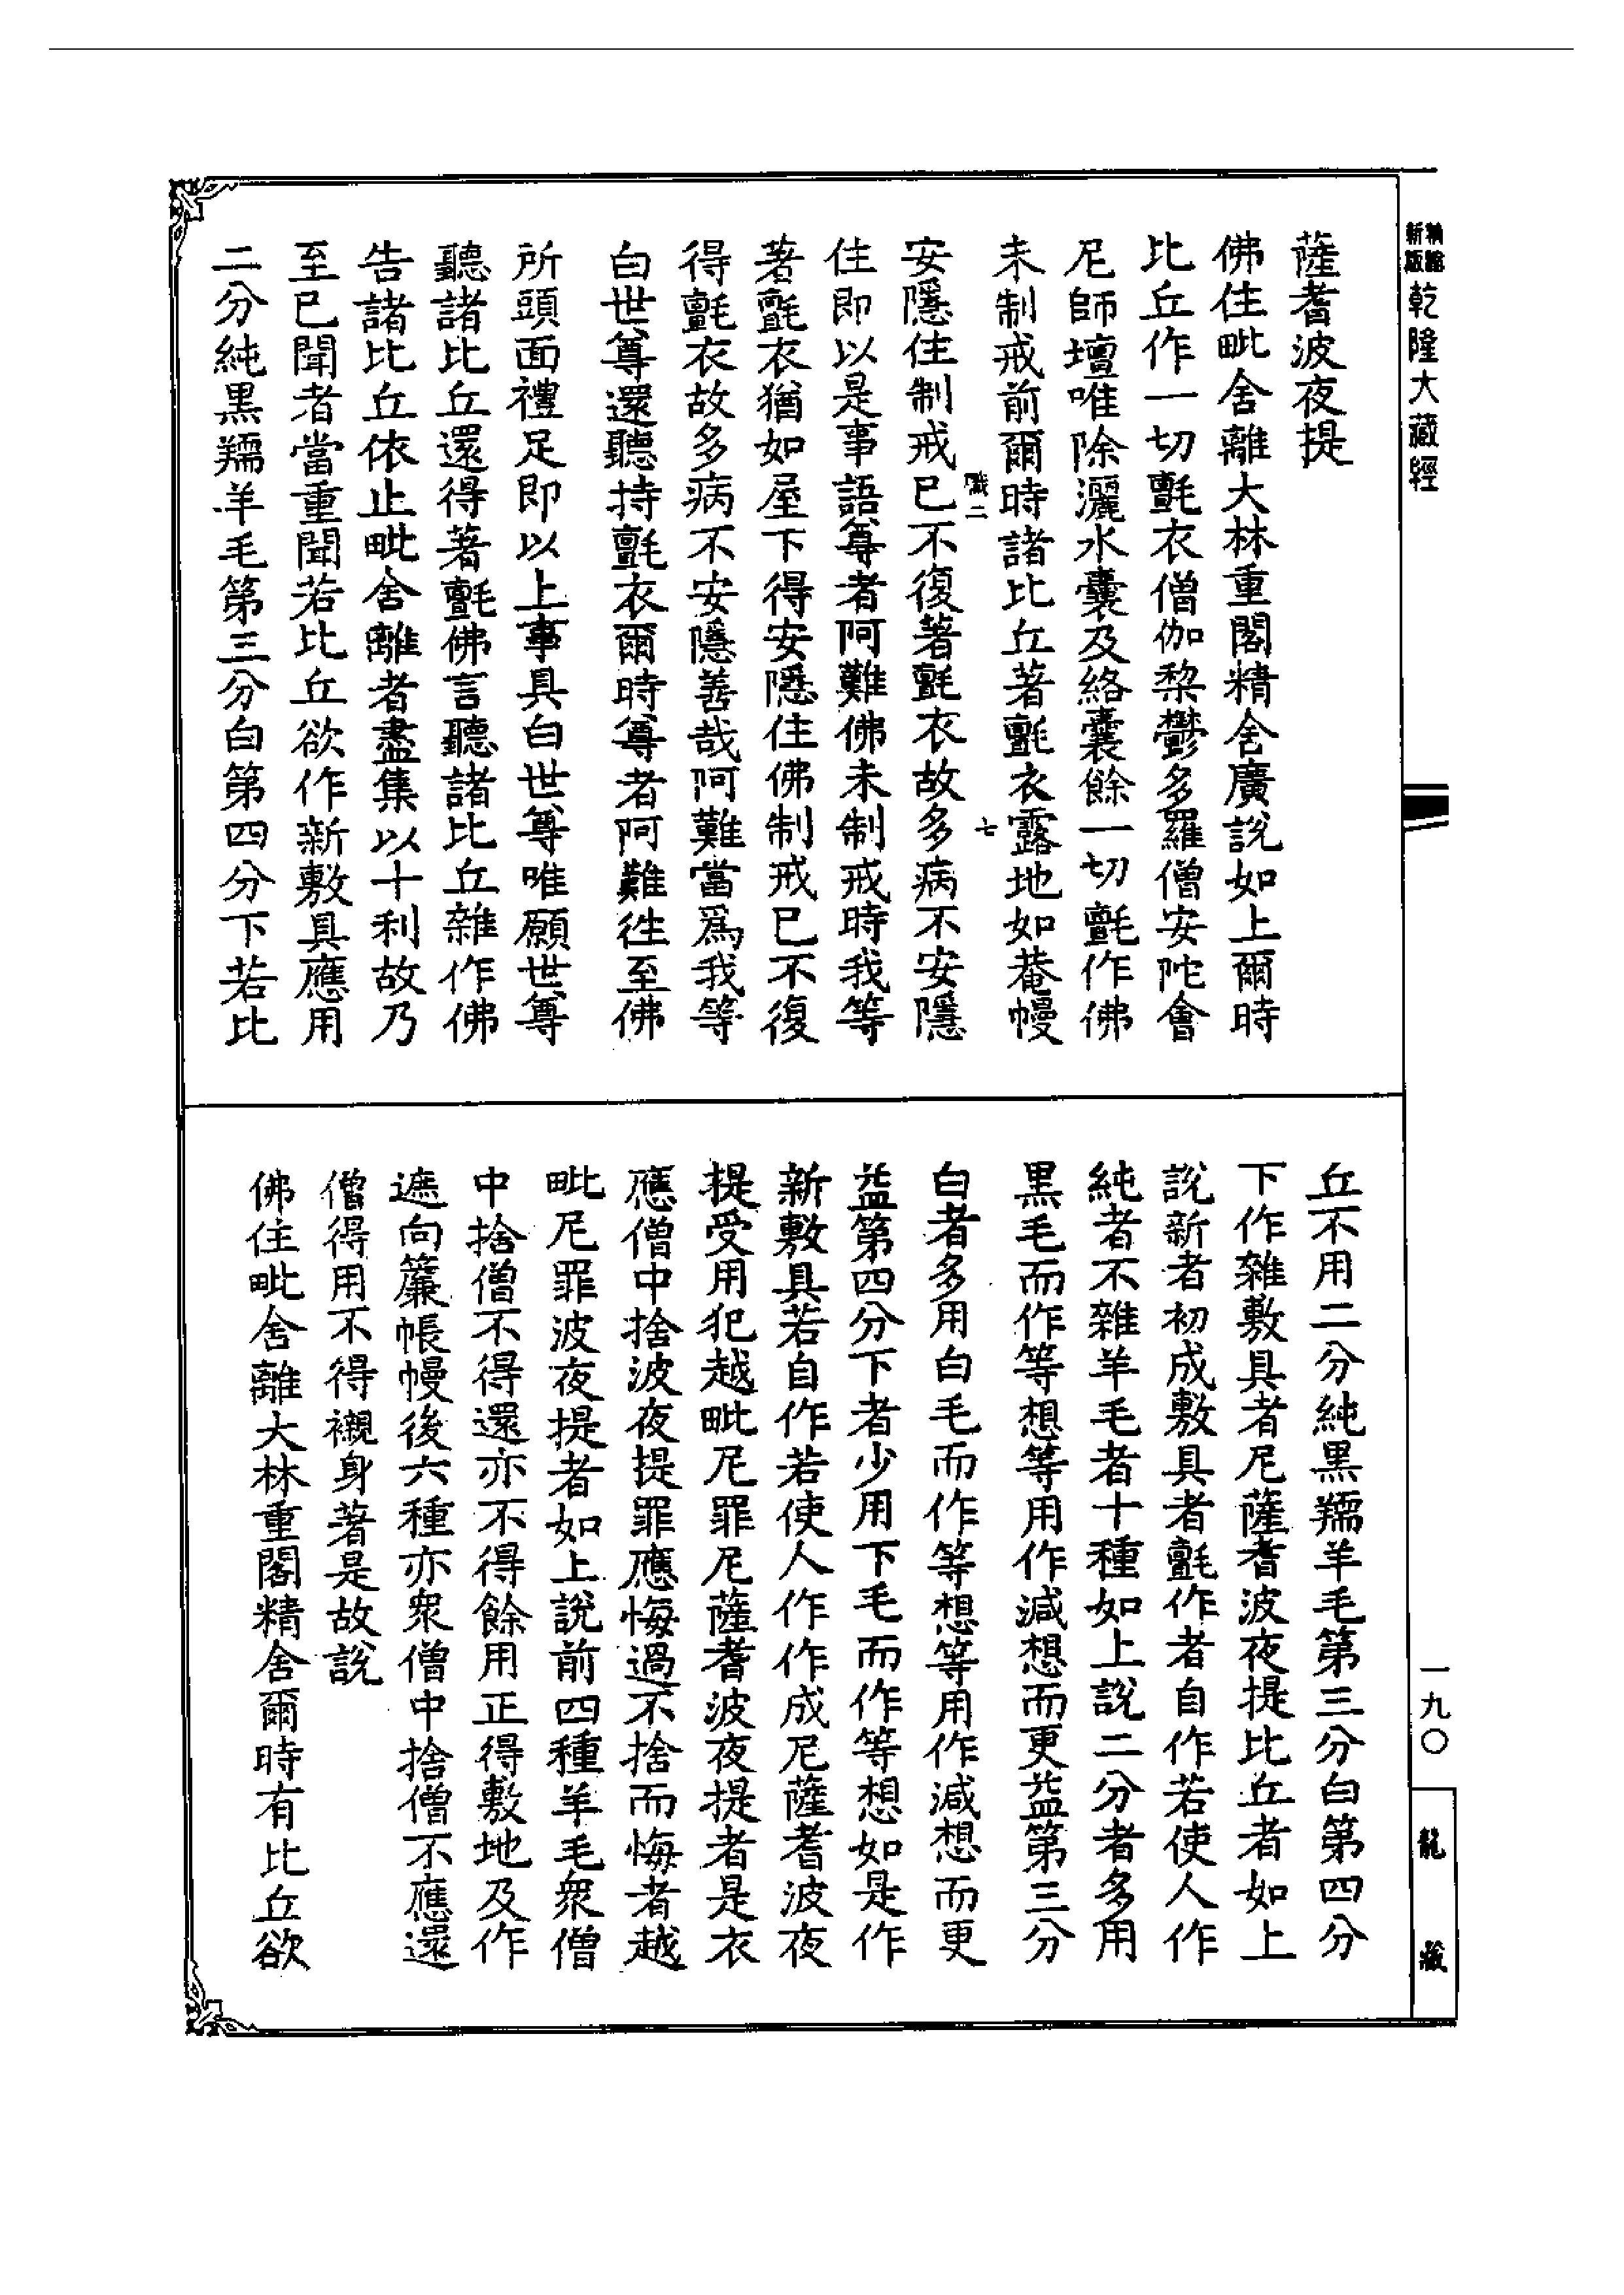 新版
精縮
乾隆大藏經
薩耆波夜提
佛住毗舍離大林重閣精舍廣說如上爾時
比丘作一切氎衣僧伽梨鬱多羅僧安陀會
尼師壇唯除灑水囊及絡囊餘一切氎作佛
未制戒前爾時諸比丘著氎衣露地如菴幔
職二
七
安隱住制戒已不復著氎衣故多病不安隱
住即以是事語尊者阿難佛未制戒時我等
著氎衣猶如屋下得安隱住佛制戒已不復
得氎衣故多病不安隱善哉阿難當爲我等
白世尊還聽持氎衣爾時尊者阿難往至佛
所頭面禮足即以上事具白世尊唯願世尊
聽諸比丘還得著氎佛言聽諸比丘雜作佛
告諸比丘依止毗舍離者盡集以十利故乃
至已聞者當重聞若比丘欲作新敷具應用
二分純黑羺羊毛第三分白第四分下若比
丘不用二分純黑羺羊毛第三分白第四分
下作雜敷具者尼薩耆波夜提比丘者如上
說新者初成敷具者氎作者自作若使人作
純者不雜羊毛者十種如上說二分者多用
黑毛而作等想等用作減想而更益第三分
白者多用白毛而作等想等用作減想而更
益第四分下者少用下毛而作等想如是作
新敷具若自作若使人作作成尼薩耆波夜
提受用犯越毗尼罪尼薩耆波夜提者是衣
應僧中捨波夜提罪應悔過不捨而悔者越
毗尼罪波夜提者如上說前四種羊毛衆僧
中捨僧不得還亦不得餘用正得敷地及作
遮向簾帳幔後六種亦衆僧中捨僧不應還
僧得用不得襯身著是故說
佛住毗舍離大林重閣精舍爾時有比丘欲
一九〇
龍藏